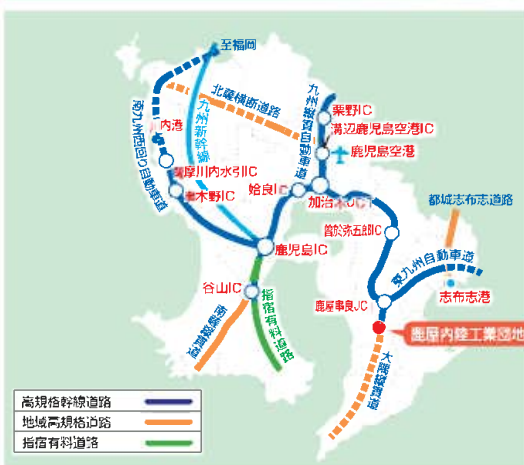 至福岡
北薩横断道路
九州新幹線
南九州西回り自動車道
九州縦貫自動車道
栗野IC
溝辺鹿児島空港IC
鹿児島空港
内港
薩摩川内水引IC
串木野IC
姶良IC
加治木JCT
都城志布志道路
曽於弥五郎IC
鹿児島IC
東九州自動車道
谷山IC
志布志港
鹿屋串良JC
指宿有料道路
南薩縦貫道
鹿屋内陸工業団地
大隅縦貫道
高規格幹線道路
地域高規格道路
指宿有料道路